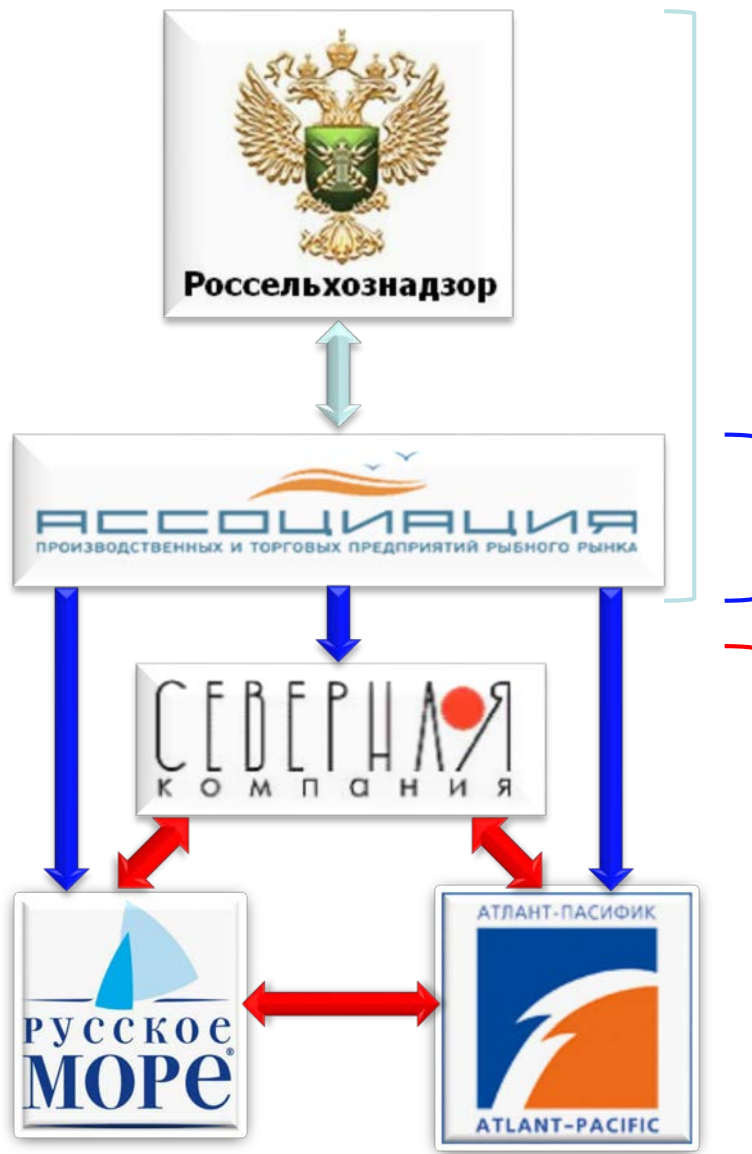 Россельхознадзор
АССОЦИАЦИЯ
ПРОИЗВОДСТВЕННЫХ И ТОРГОВЫХ ПРЕДПРИЯТИЙ РЫБНОГО РЫНКА
СЕВЕРНАЯ
компания
РУССКОЕ
МОРЕ®
АТЛАНТ-ПАСИФИК
ATLANT-PACIFIC